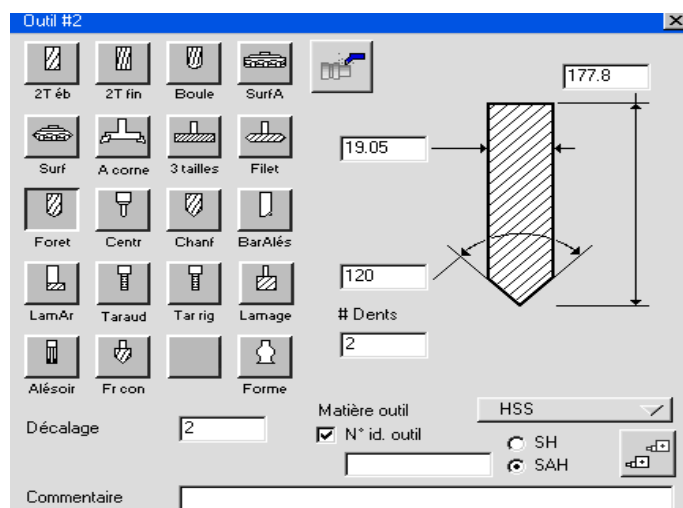 Outil #2
2T éb 2T fin Boule SurfA
177.8
19.05
Surf A corne 3 tailles Filet
Foret Centr Chanf BarAlés
120
LamAr Taraud Tar rig Lamage
# Dents
2
Alésoir Fr con Forme
Matière outil HSS
Décalage 2
N° id. outil SH
SAH
Commentaire